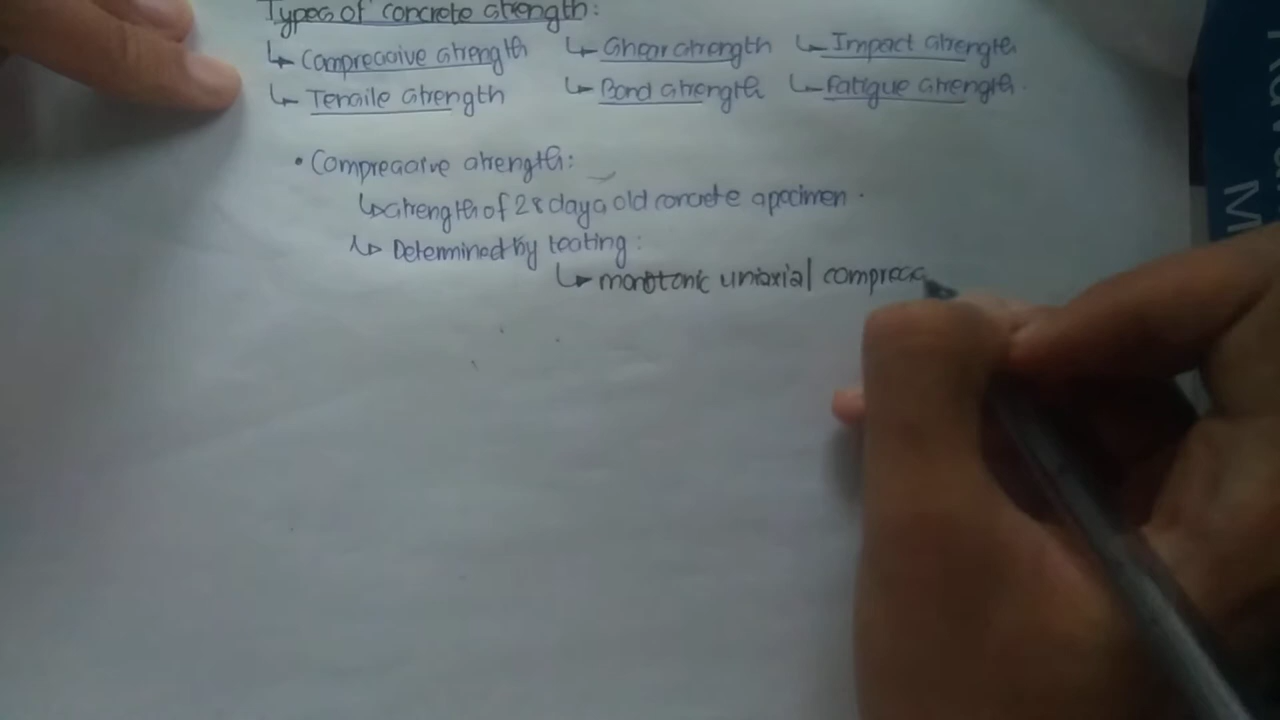 Types of concrete strength:
↳ Compressive strength ↳ Shear strength ↳ Impact strength
↳ Tensile strength ↳ Bond strength ↳ Fatigue strength.
• Compressive strength:
↳ strength of 28 days old concrete specimen.
↳ Determined by testing:
↳ monotonic uniaxial compress
M